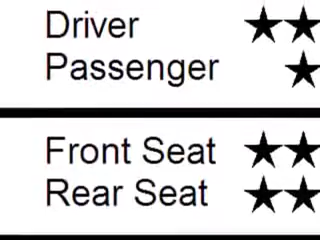 Driver ★★
Passenger ★
Front Seat ★★
Rear Seat ★★